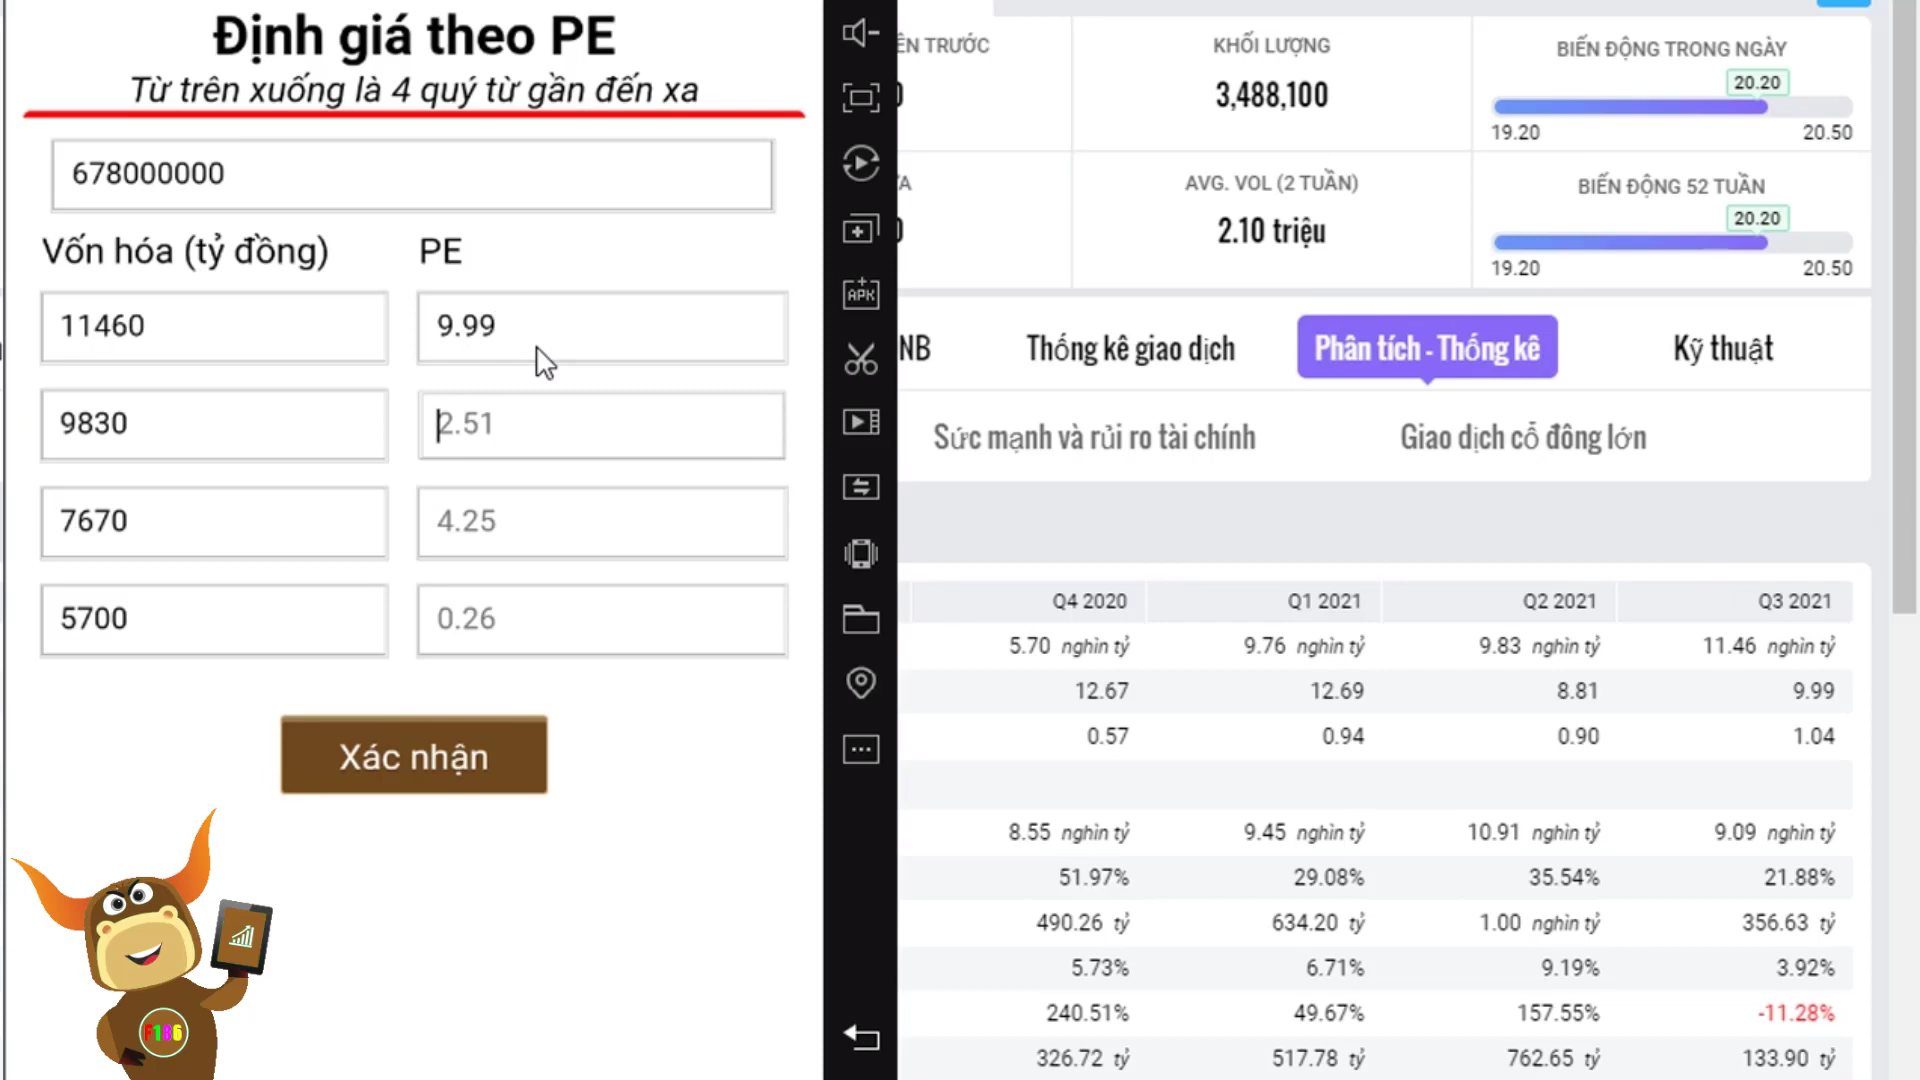 Định giá theo PE
Từ trên xuống là 4 quý từ gần đến xa
678000000
Vốn hóa (tỷ đồng) PE
11460 9.99
9830 2.51
7670 4.25
5700 0.26
Xác nhận
F186
APK
ÊN TRƯỚC KHỐI LƯỢNG BIẾN ĐỘNG TRONG NGÀY
3,488,100 20.20
19.20 20.50
AVG. VOL (2 TUẦN) BIẾN ĐỘNG 52 TUẦN
2.10 triệu 20.20
19.20 20.50
NB Thống kê giao dịch Phân tích - Thống kê Kỹ thuật
Sức mạnh và rủi ro tài chính Giao dịch cổ đông lớn
Q4 2020 Q1 2021 Q2 2021 Q3 2021
5.70 nghìn tỷ 9.76 nghìn tỷ 9.83 nghìn tỷ 11.46 nghìn tỷ
12.67 12.69 8.81 9.99
0.57 0.94 0.90 1.04
8.55 nghìn tỷ 9.45 nghìn tỷ 10.91 nghìn tỷ 9.09 nghìn tỷ
51.97% 29.08% 35.54% 21.88%
490.26 tỷ 634.20 tỷ 1.00 nghìn tỷ 356.63 tỷ
5.73% 6.71% 9.19% 3.92%
240.51% 49.67% 157.55% -11.28%
326.72 tỷ 517.78 tỷ 762.65 tỷ 133.90 tỷ